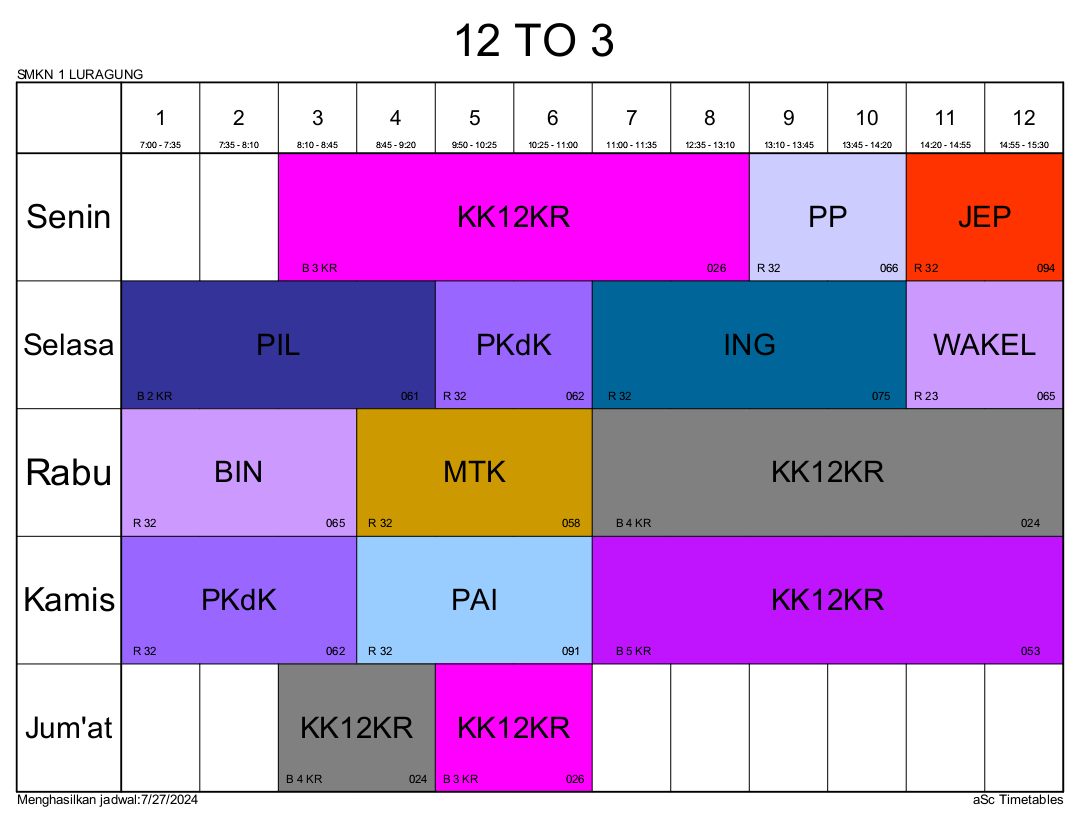 12 TO 3
SMKN 1 LURAGUNG
1 2 3 4 5 6 7 8 9 10 11 12
7:00 - 7:35 7:35 - 8:10 8:10 - 8:45 8:45 - 9:20 9:50 - 10:25 10:25 - 11:00 11:00 - 11:35 12:35 - 13:10 13:10 - 13:45 13:45 - 14:20 14:20 - 14:55 14:55 - 15:30
Senin KK12KR PP JEP
B 3 KR 026 R 32 066 R 32 094
Selasa PIL PKdK ING WAKEL
B 2 KR 061 R 32 062 R 32 075 R 23 065
Rabu BIN MTK KK12KR
R 32 065 R 32 058 B 4 KR 024
Kamis PKdK PAI KK12KR
R 32 062 R 32 091 B 5 KR 053
Jum'at KK12KR KK12KR
B 4 KR 024 B 3 KR 026
Menghasilkan jadwal:7/27/2024 aSc Timetables